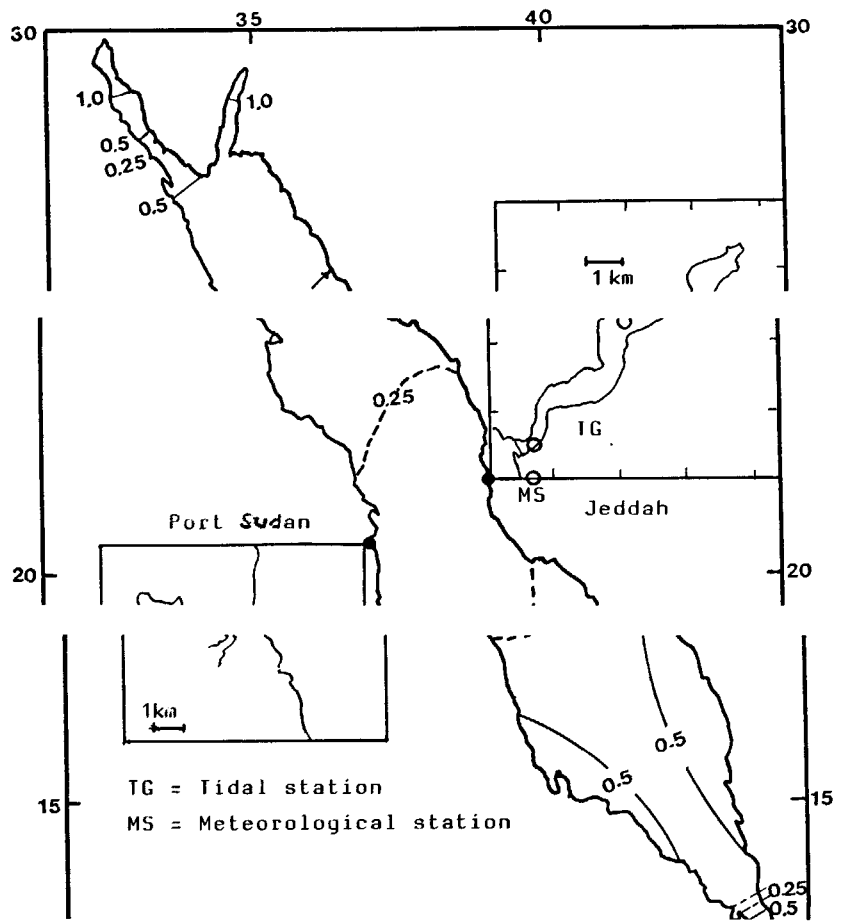 35 40
30 30
1.0 1.0
0.5
0.25
0.5
1 km
0.25
TG
MS
Jeddah
Port Sudan
20 20
1km
0.5
0.5
TG = Tidal station
15 15
MS = Meteorological station
0.25
0.5